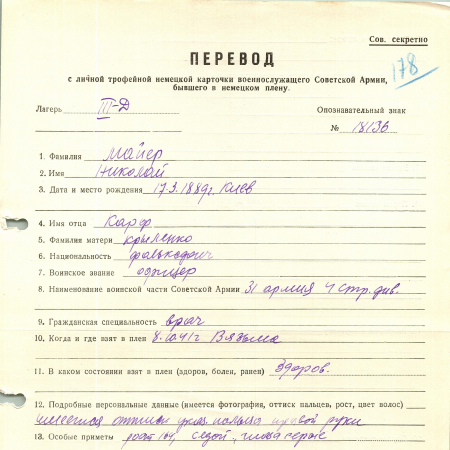 Сов. секретно
178
ПЕРЕВОД
с личной трофейной немецкой карточки военнослужащего Советской Армии,
бывшего в немецком плену.
Лагерь III-Д
Опознавательный знак
№ 18136
1. Фамилия Майер
2. Имя Николай
3. Дата и место рождения 17.3.1889г. Киев
4. Имя отца Карл
5. Фамилия матери Крыленко
6. Национальность фольксдойч
7. Воинское звание офицер
8. Наименование воинской части Советской Армии 31 армия 4 стр. див.
9. Гражданская специальность врач
10. Когда и где взят в плен 8.10.41г Вязьма
11. В каком состоянии взят в плен (здоров, болен, ранен) Здоров.
12. Подробные персональные данные (имеется фотография, оттиск пальцев, рост, цвет волос)
имеется оттиск указ. пальца правой руки
13. Особые приметы рост 164, седой, глаза серые